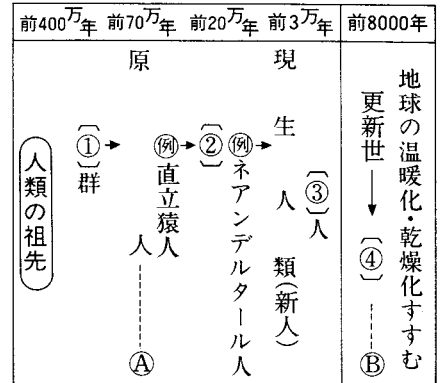 前400万年
前70万年
前20万年
前3万年
前8000年
人類の祖先
〔①〕群
→
原人
Ⓐ
例直立猿人
→
〔②〕
例ネアンデルタール人
→
現生人類(新人)
〔③〕人
更新世→〔④〕
Ⓑ
地球の温暖化・乾燥化すすむ